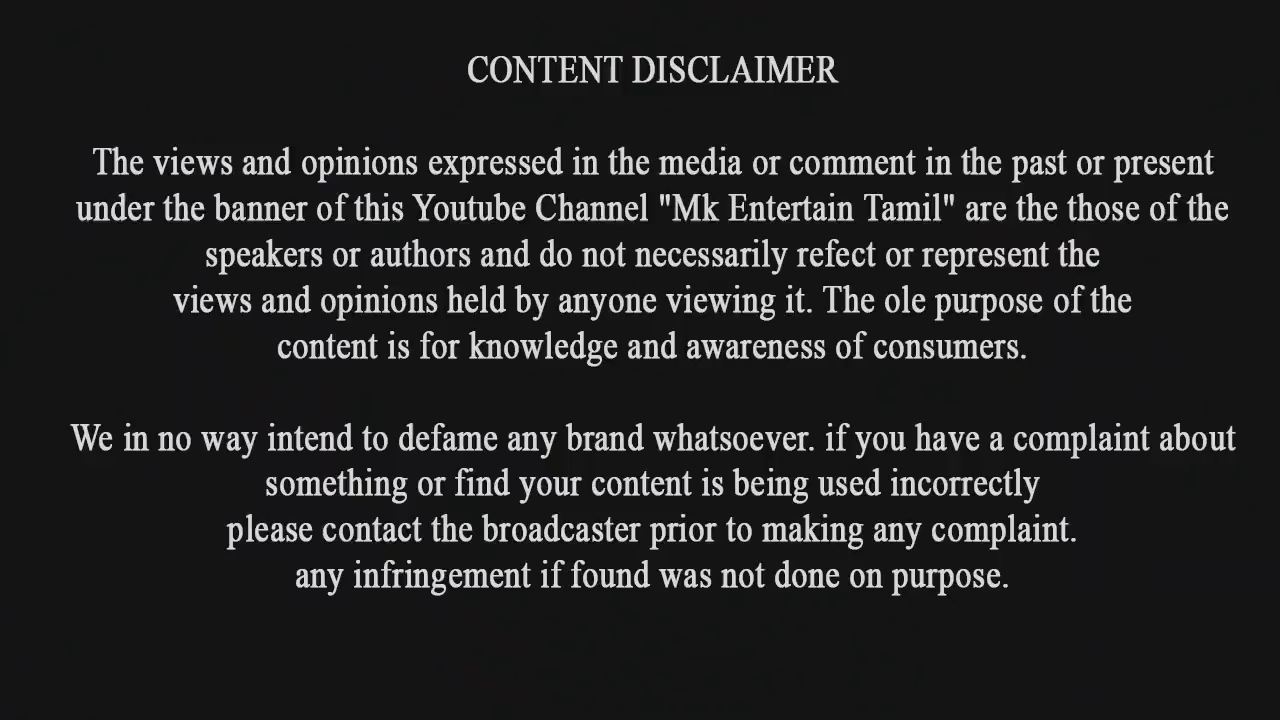 CONTENT DISCLAIMER
The views and opinions expressed in the media or comment in the past or present
under the banner of this Youtube Channel "Mk Entertain Tamil" are the those of the
speakers or authors and do not necessarily refect or represent the
views and opinions held by anyone viewing it. The ole purpose of the
content is for knowledge and awareness of consumers.
We in no way intend to defame any brand whatsoever. if you have a complaint about
something or find your content is being used incorrectly
please contact the broadcaster prior to making any complaint.
any infringement if found was not done on purpose.